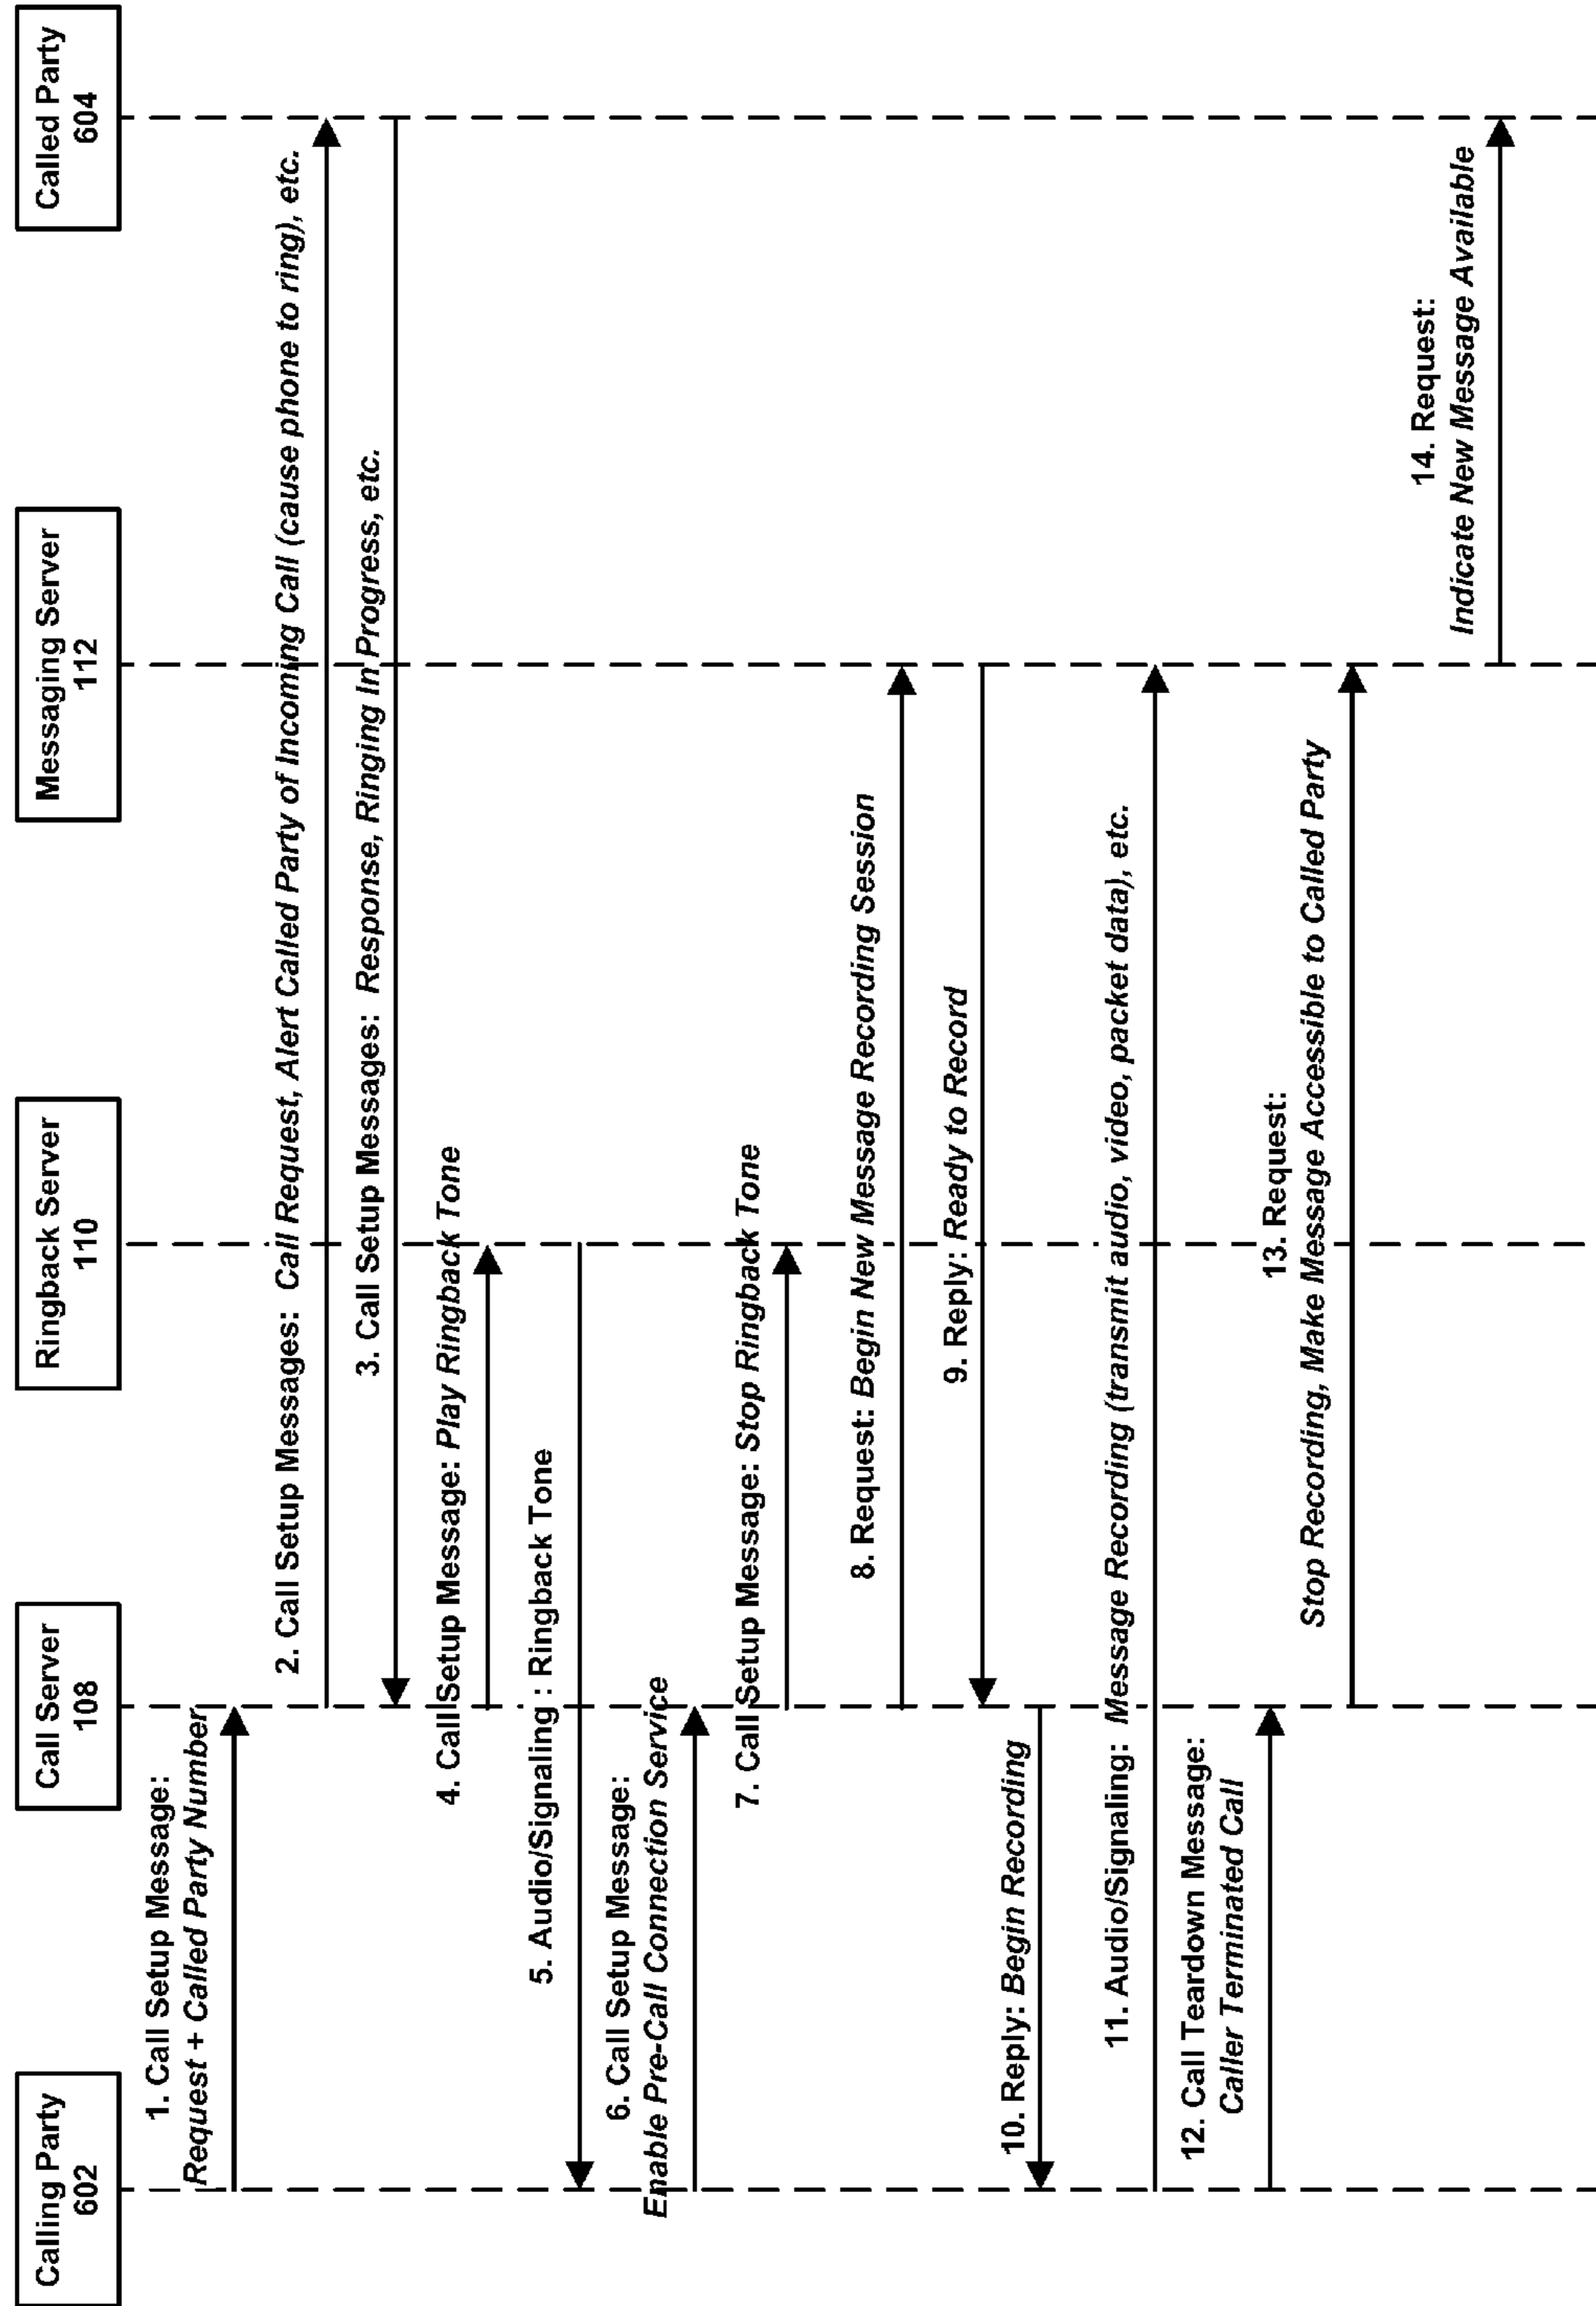 Calling Party
602
Call Server
108
Ringback Server
110
Messaging Server
112
Called Party
604
1. Call Setup Message:
Request + Called Party Number
2. Call Setup Messages: Call Request, Alert Called Party of Incoming Call (cause phone to ring), etc.
3. Call Setup Messages: Response, Ringing In Progress, etc.
4. Call Setup Message: Play Ringback Tone
5. Audio/Signaling : Ringback Tone
6. Call Setup Message:
Enable Pre-Call Connection Service
7. Call Setup Message: Stop Ringback Tone
8. Request: Begin New Message Recording Session
9. Reply: Ready to Record
10. Reply: Begin Recording
11. Audio/Signaling: Message Recording (transmit audio, video, packet data), etc.
12. Call Teardown Message:
Caller Terminated Call
13. Request:
Stop Recording, Make Message Accessible to Called Party
14. Request:
Indicate New Message Available